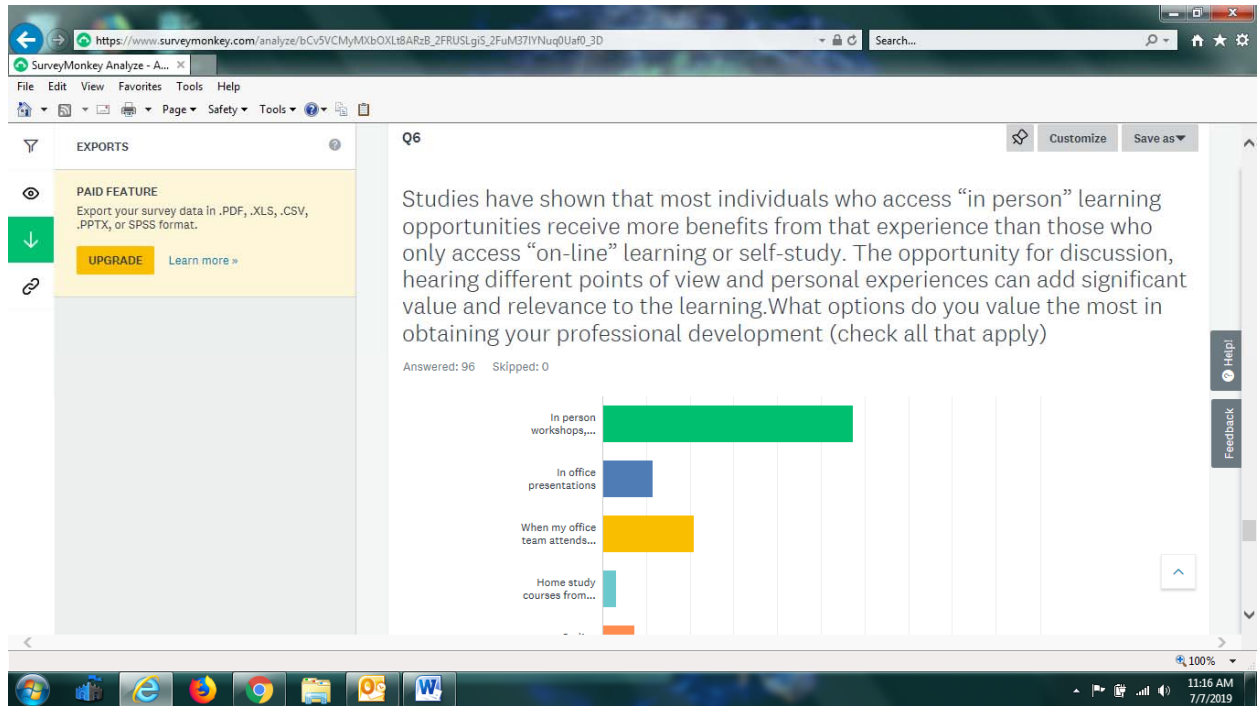 https://www.surveymonkey.com/analyze/bCv5VCMyMXbOXLt8ARzB_2FRUSLgiS_2FuM37IYNuq0Uaf0_3D
Search...
SurveyMonkey Analyze - A...
File Edit View Favorites Tools Help
Page Safety Tools
EXPORTS
PAID FEATURE
Export your survey data in .PDF, .XLS, .CSV,
.PPTX, or SPSS format.
UPGRADE Learn more »
Q6
Customize Save as
Studies have shown that most individuals who access “in person” learning
opportunities receive more benefits from that experience than those who
only access “on-line” learning or self-study. The opportunity for discussion,
hearing different points of view and personal experiences can add significant
value and relevance to the learning.What options do you value the most in
obtaining your professional development (check all that apply)
Answered: 96 Skipped: 0
In person
workshops,...
In office
presentations
When my office
team attends...
Home study
courses from...
Help!
Feedback
100%
11:16 AM
7/7/2019